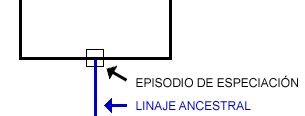 EPISODIO DE ESPECIACIÓN
LINAJE ANCESTRAL